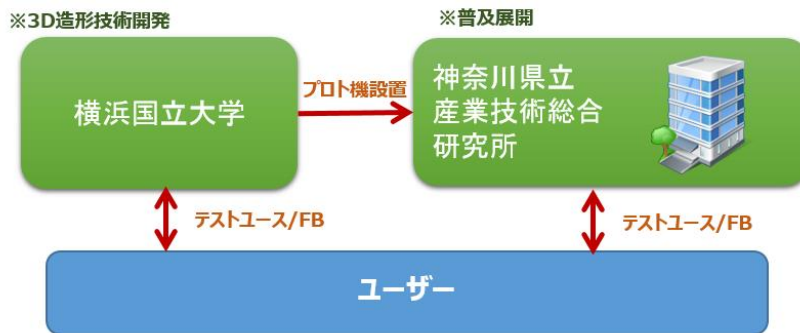 ※3D造形技術開発
※普及展開
横浜国立大学
プロト機設置
神奈川県立
産業技術総合
研究所
テストユース/FB
テストユース/FB
ユーザー